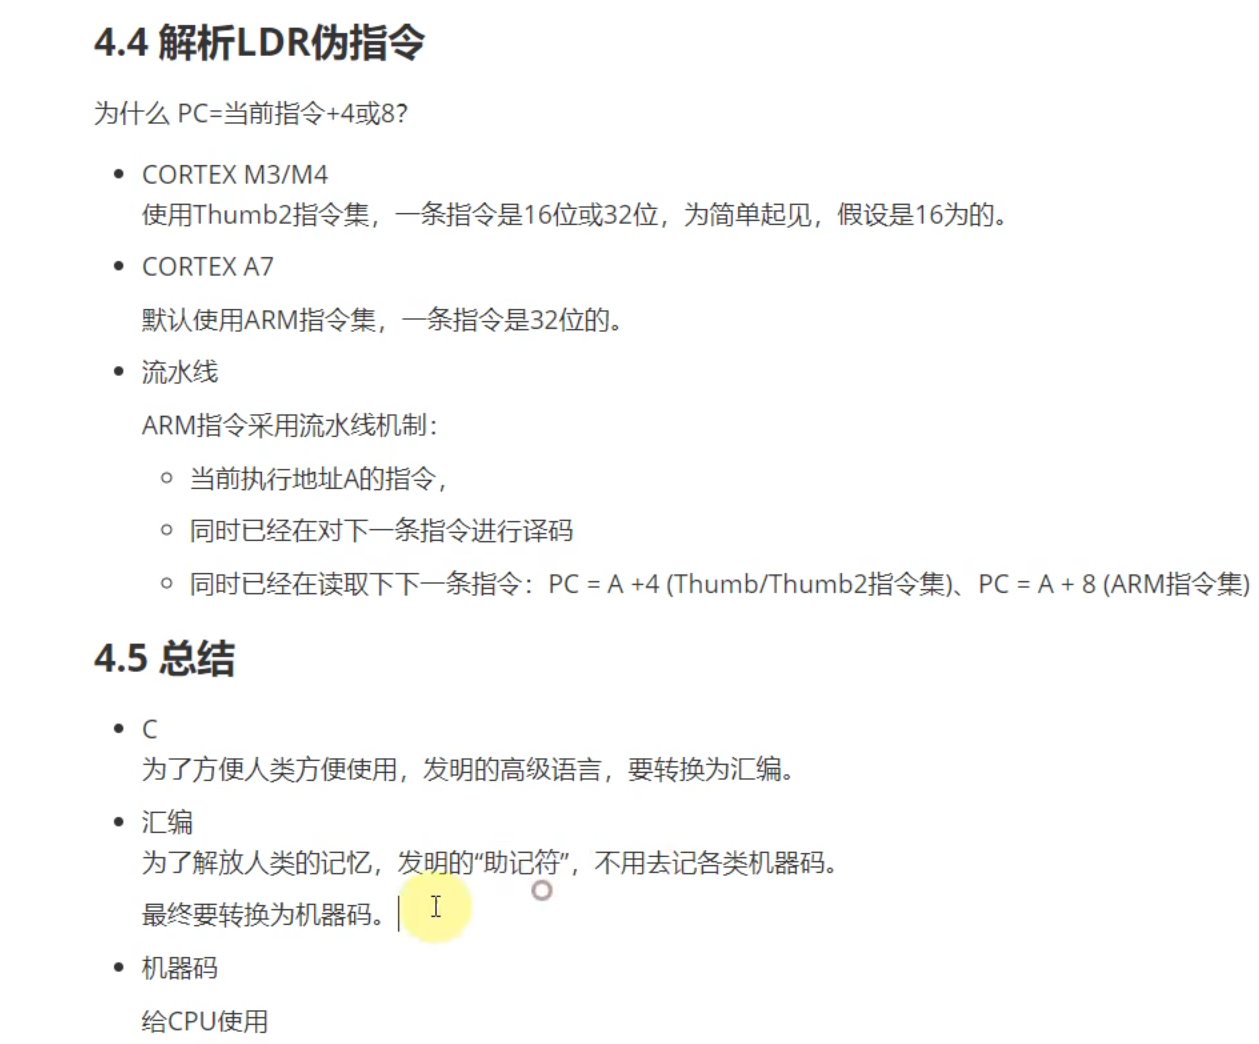 4.4 解析LDR伪指令
为什么 PC=当前指令+4或8?
CORTEX M3/M4
使用Thumb2指令集，一条指令是16位或32位，为简单起见，假设是16为的。
CORTEX A7
默认使用ARM指令集，一条指令是32位的。
流水线
ARM指令采用流水线机制：
当前执行地址A的指令，
同时已经在对下一条指令进行译码
同时已经在读取下下一条指令：PC = A +4 (Thumb/Thumb2指令集)、PC = A + 8 (ARM指令集)
4.5 总结
C
为了方便人类方便使用，发明的高级语言，要转换为汇编。
汇编
为了解放人类的记忆，发明的“助记符”，不用去记各类机器码。
最终要转换为机器码。
机器码
给CPU使用